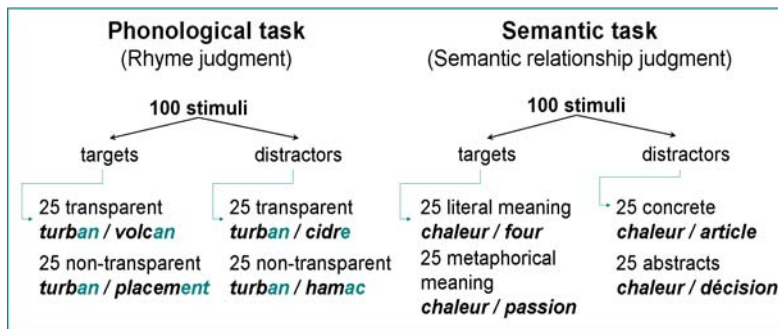 Phonological task
(Rhyme judgment)
100 stimuli
targets
distractors
25 transparent
turban / volcan
25 non-transparent
turban / placement
25 transparent
turban / cidre
25 non-transparent
turban / hamac
Semantic task
(Semantic relationship judgment)
100 stimuli
targets
distractors
25 literal meaning
chaleur / four
25 metaphorical
meaning
chaleur / passion
25 concrete
chaleur / article
25 abstracts
chaleur / décision